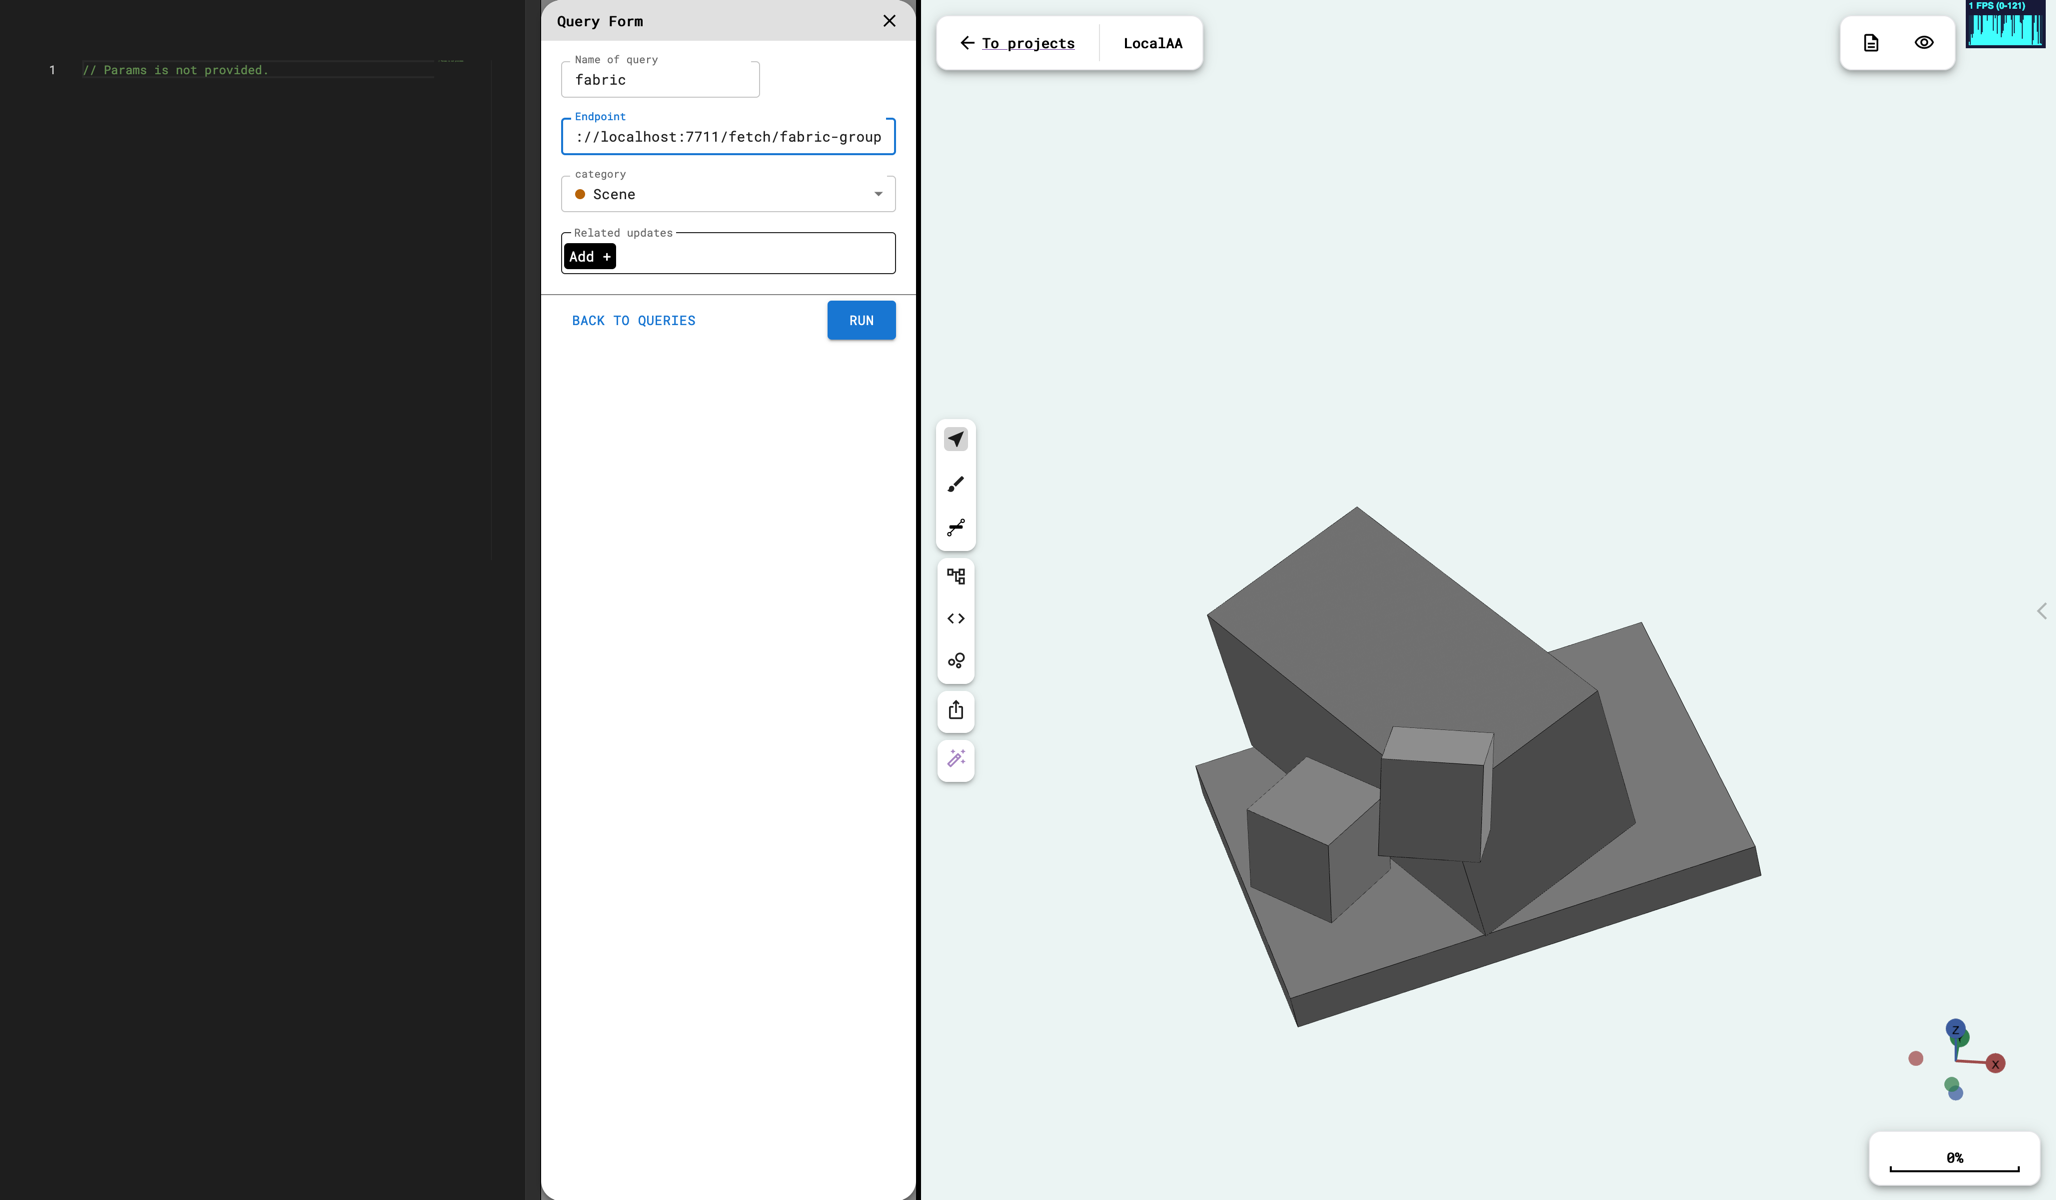 1 // Params is not provided.
Query Form
Name of query
fabric
Endpoint
://localhost:7711/fetch/fabric-group
category
Scene
Related updates
Add +
BACK TO QUERIES
RUN
To projects
LocalAA
1 FPS (0-121)
Z
X
0%